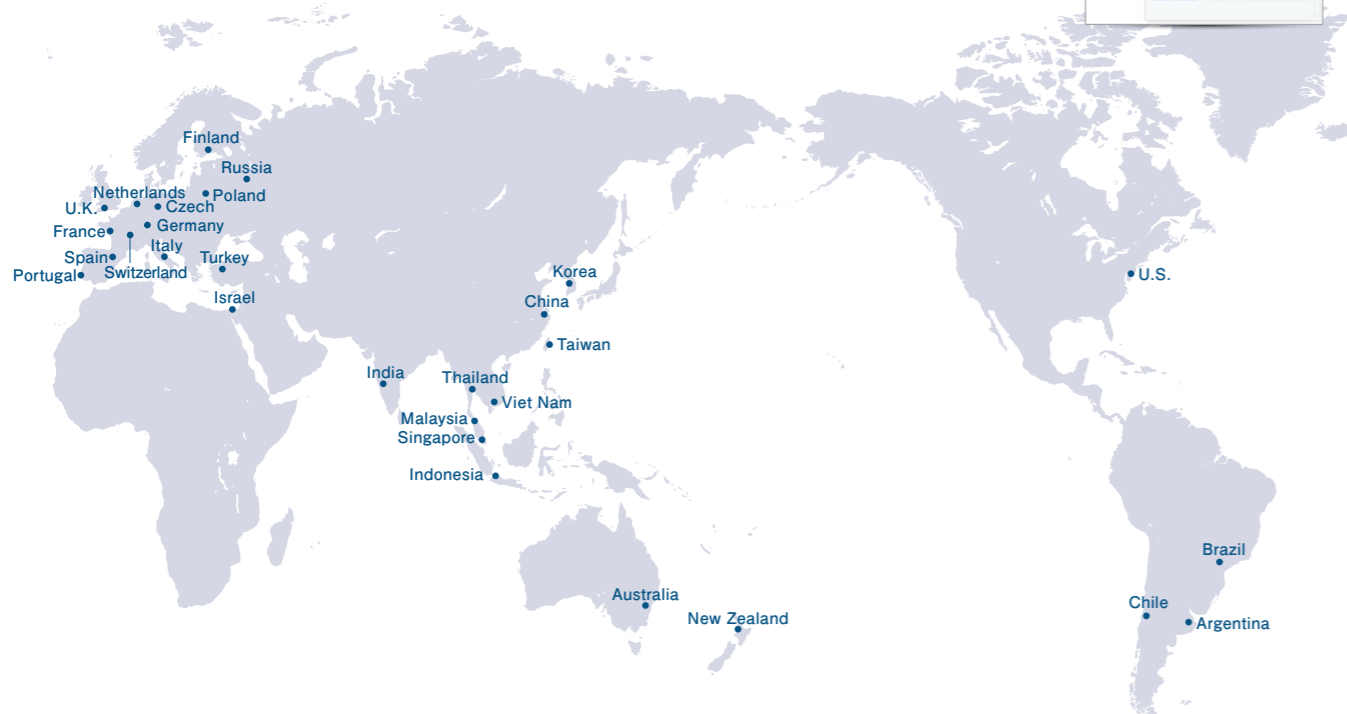 Finland
Russia
Netherlands
Poland
U.K.
Czech
France
Germany
Italy
Spain
Turkey
Switzerland
Portugal
Israel
Korea
China
U.S.
Taiwan
India
Thailand
Viet Nam
Malaysia
Singapore
Indonesia
Brazil
Australia
Chile
New Zealand
Argentina